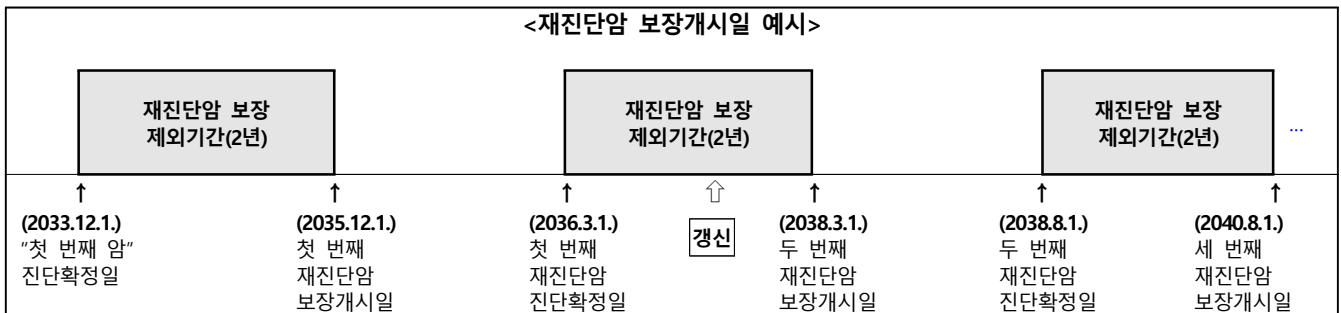 <재진단암 보장개시일 예시>
재진단암 보장
제외기간(2년)
재진단암 보장
제외기간(2년)
재진단암 보장
제외기간(2년)
...
↑ ↑ ↑ ⇧ ↑ ↑ ↑
(2033.12.1.)
"첫 번째 암"
진단확정일
(2035.12.1.)
첫 번째
재진단암
보장개시일
(2036.3.1.)
첫 번째
재진단암
진단확정일
갱신
(2038.3.1.)
두 번째
재진단암
보장개시일
(2038.8.1.)
두 번째
재진단암
진단확정일
(2040.8.1.)
세 번째
재진단암
보장개시일